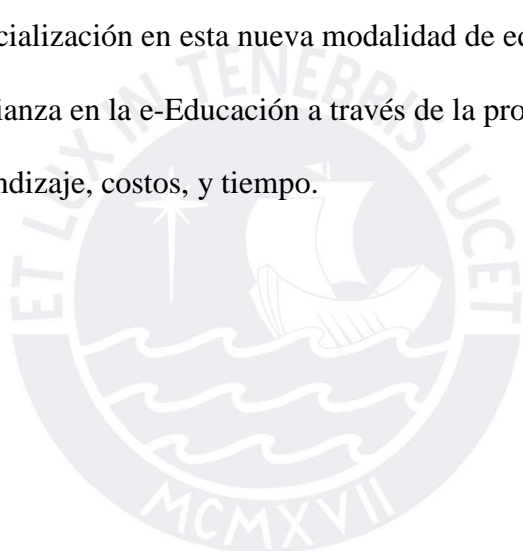 cialización en esta nueva modalidad de ed
ianza en la e-Educación a través de la pro
ndizaje, costos, y tiempo.
ET LUX IN TENEBRIS LUCET
MCMXVII